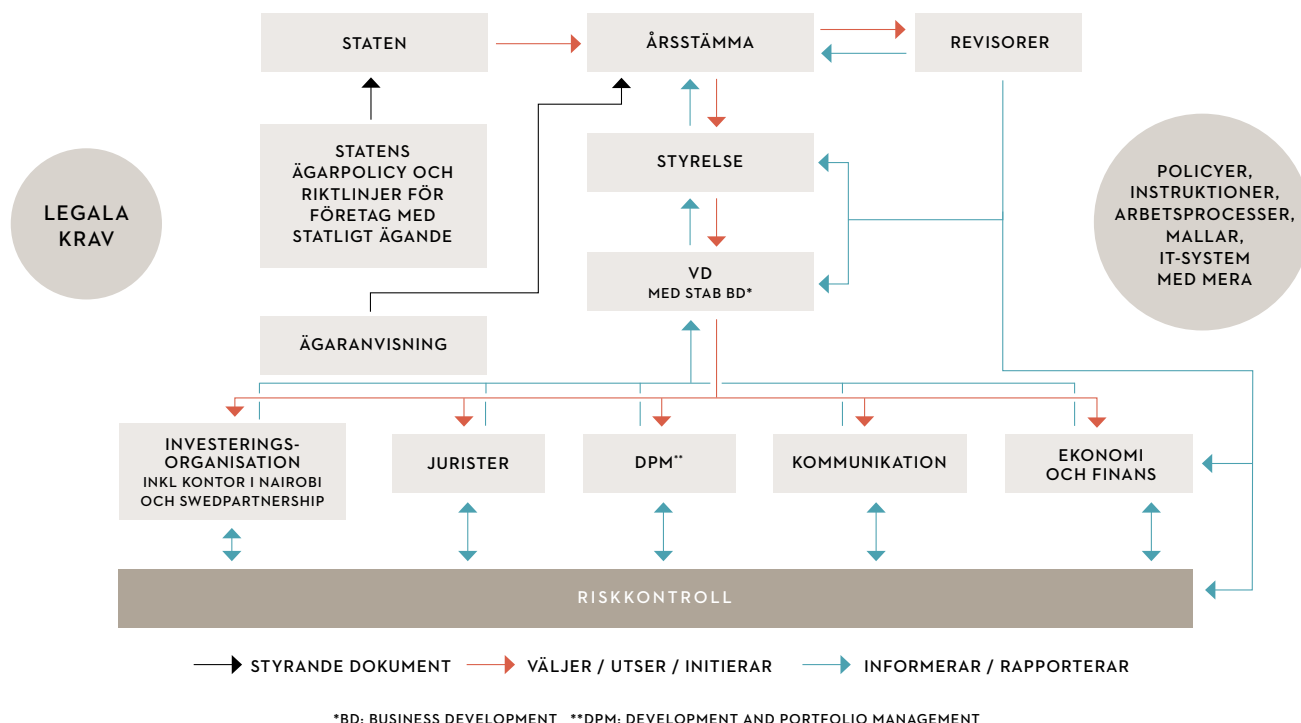 STATEN
ÅRSSTÄMMA
REVISORER
STATENS
ÄGARPOLICY OCH
RIKTLINJER FÖR
FÖRETAG MED
STATLIGT ÄGANDE
STYRELSE
LEGALA
KRAV
POLICYER,
INSTRUKTIONER,
ARBETSPROCESSER,
MALLAR,
IT-SYSTEM
MED MERA
VD
MED STAB BD*
ÄGARANVISNING
INVESTERINGS-
ORGANISATION
INKL KONTOR I NAIROBI
OCH SWEDPARTNERSHIP
JURISTER
DPM**
KOMMUNIKATION
EKONOMI
OCH FINANS
RISKKONTROLL
STYRANDE DOKUMENT
VÄLJER / UTSER / INITIERAR
INFORMERAR / RAPPORTERAR
*BD: BUSINESS DEVELOPMENT **DPM: DEVELOPMENT AND PORTFOLIO MANAGEMENT